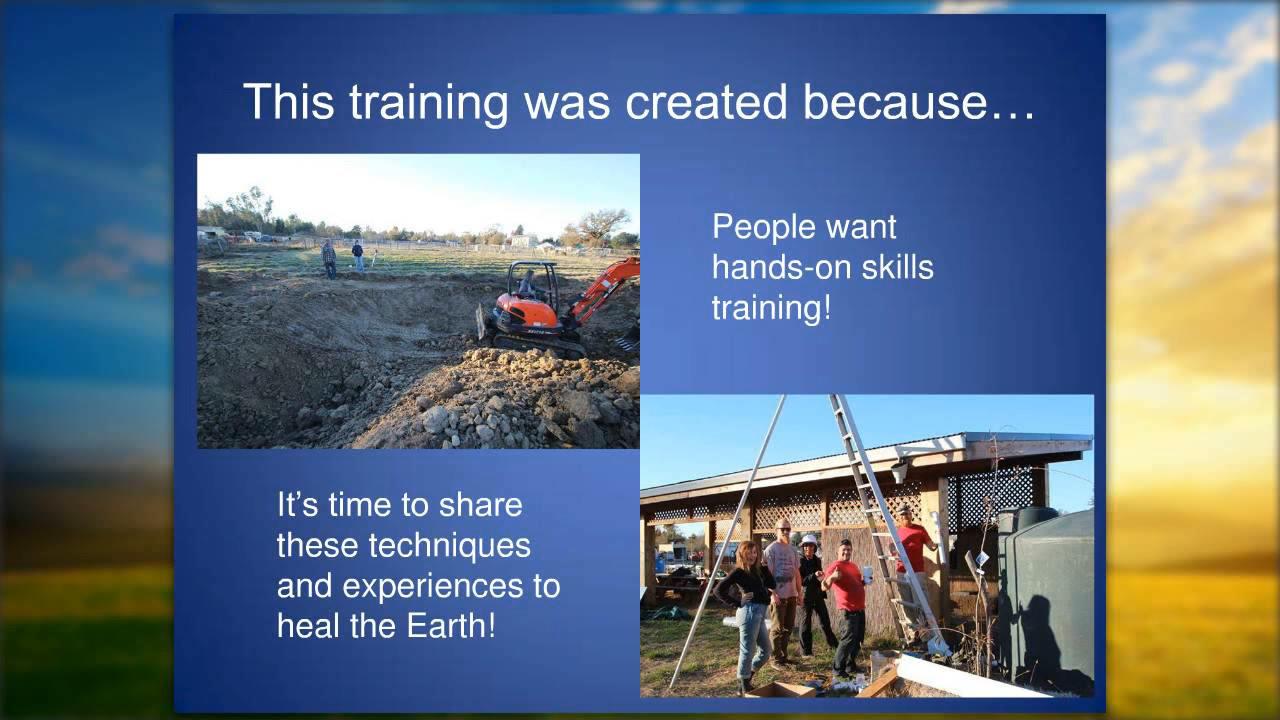 This training was created because…
People want
hands-on skills
training!
It’s time to share
these techniques
and experiences to
heal the Earth!